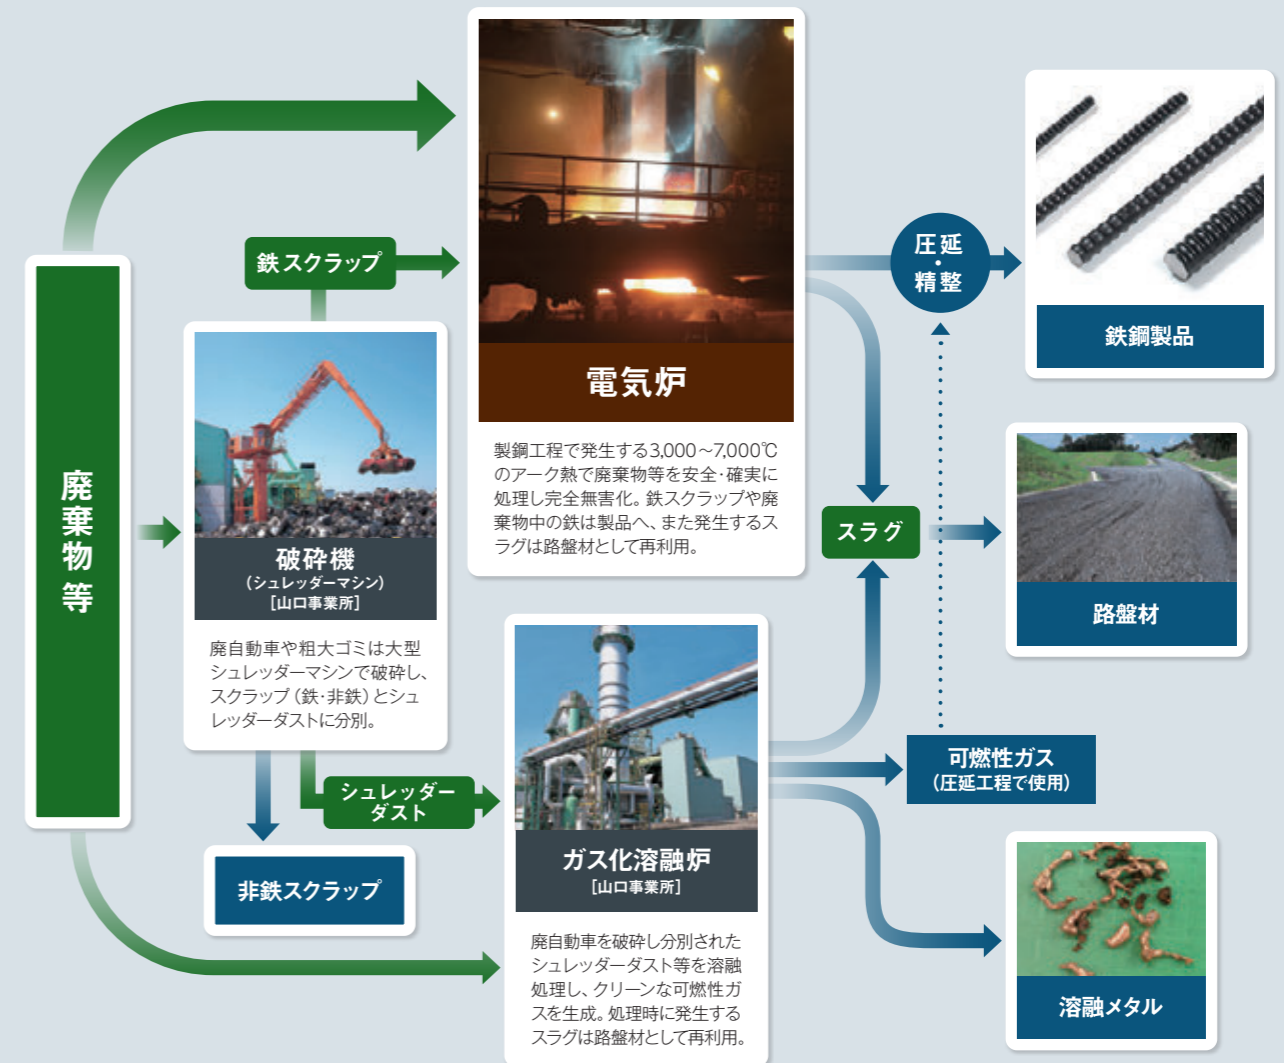 廃棄物等
鉄スクラップ
破砕機
（シュレッダーマシン）
［山口事業所］
廃自動車や粗大ゴミは大型
シュレッダーマシンで破砕し、
スクラップ（鉄・非鉄）とシュ
レッダーダストに分別。
シュレッダー
ダスト
非鉄スクラップ
電気炉
製鋼工程で発生する3,000～7,000℃
のアーク熱で廃棄物等を安全・確実に
処理し完全無害化。鉄スクラップや廃
棄物中の鉄は製品へ、また発生するス
ラグは路盤材として再利用。
ガス化溶融炉
［山口事業所］
廃自動車を破砕し分別された
シュレッダーダスト等を溶融
処理し、クリーンな可燃性ガ
スを生成。処理時に発生する
スラグは路盤材として再利用。
圧延
・
精整
鉄鋼製品
スラグ
路盤材
可燃性ガス
（圧延工程で使用）
溶融メタル